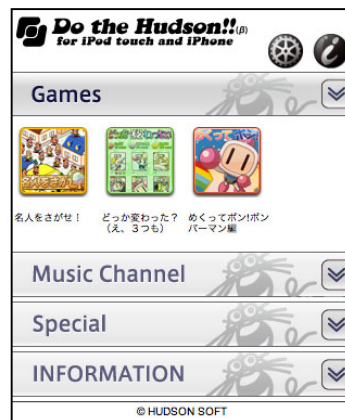 Do the Hudson!!(β)
for iPod touch and iPhone
Games
名人をさがせ！
どっか変わった？
（え、３つも）
めくってポン!ボン
バーマン編
Music Channel
Special
INFORMATION
© HUDSON SOFT